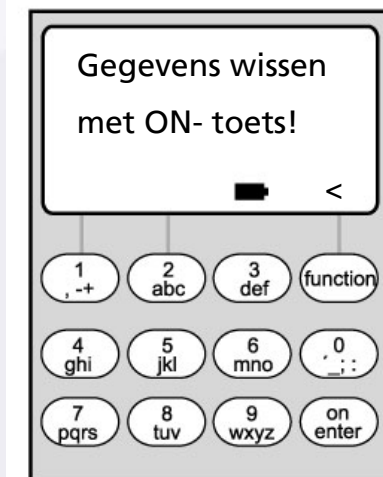 Gegevens wissen
met ON- toets!
<
1 2 3 function
, -+ abc def
4 5 6 0
ghi jkl mno ´_; :
7 8 9 on
pqrs tuv wxyz enter